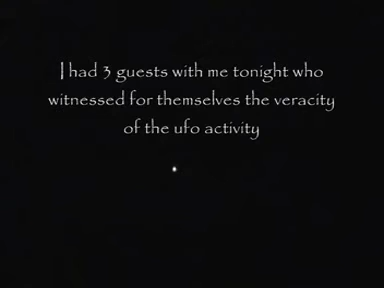 I had 3 guests with me tonight who
witnessed for themselves the veracity
of the ufo activity